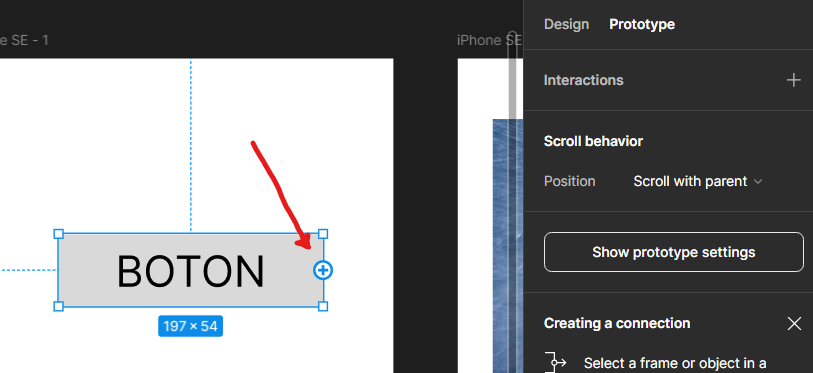 e SE - 1
iPhone SE
Design Prototype
Interactions
Scroll behavior
Position Scroll with parent
Show prototype settings
BOTON
197 × 54
Creating a connection
Select a frame or object in a